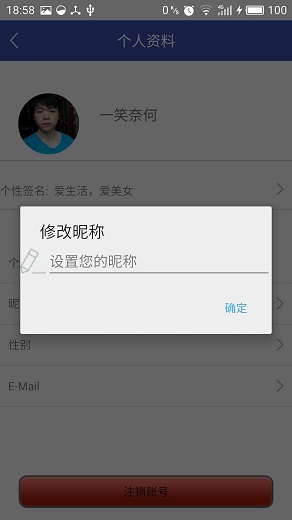 18:58 0% 100
个人资料
一笑奈何
个性签名: 爱生活，爱美女
修改昵称
个
设置您的昵称
昵
确定
性别
E-Mail
注销账号